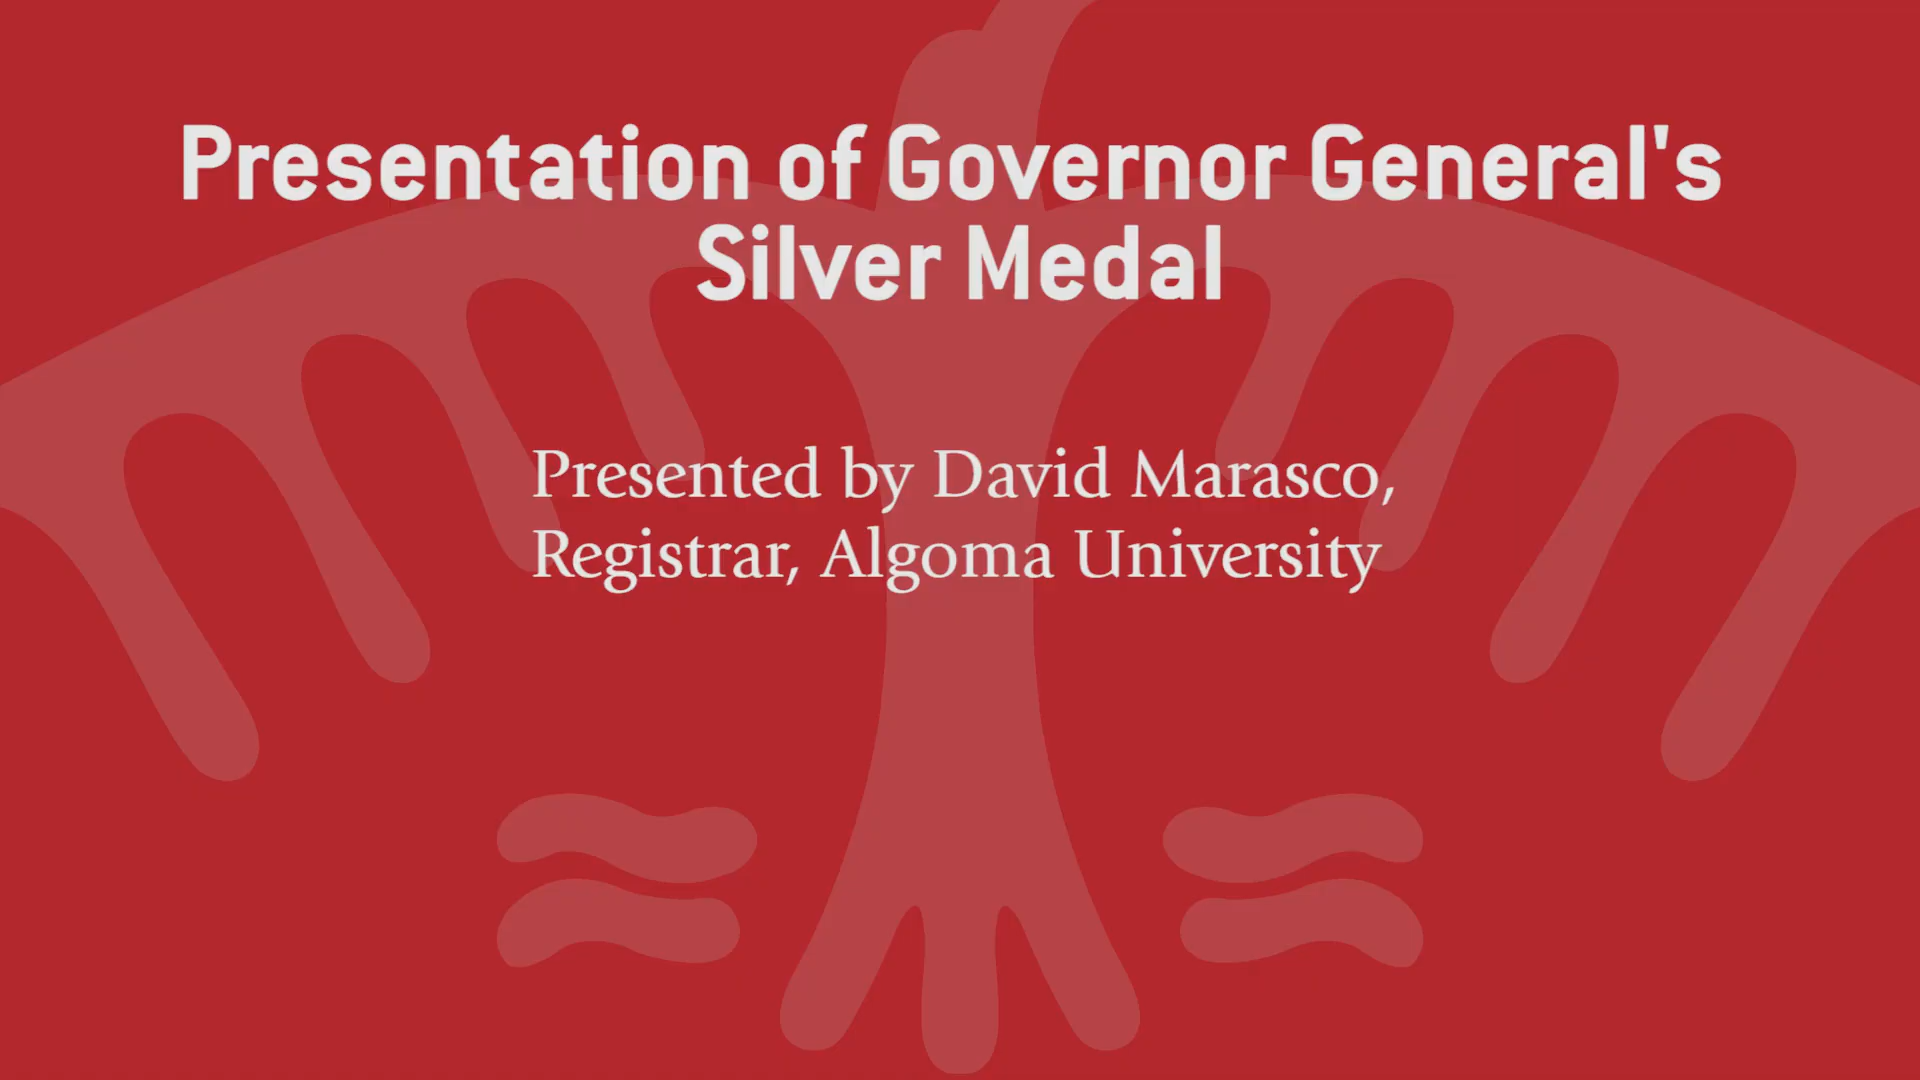 Presentation of Governor General's
Silver Medal
Presented by David Marasco,
Registrar, Algoma University